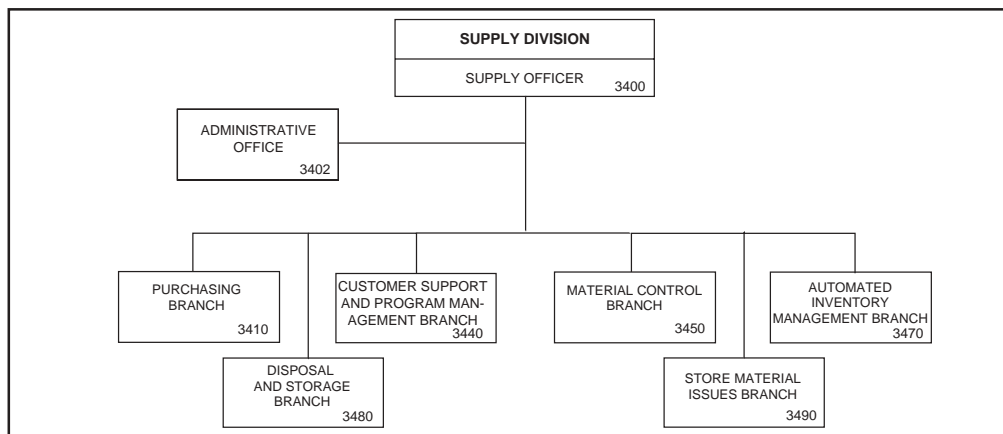 SUPPLY DIVISION
SUPPLY OFFICER
3400
ADMINISTRATIVE
OFFICE
3402
PURCHASING
BRANCH
3410
CUSTOMER SUPPORT
AND PROGRAM MAN-
AGEMENT BRANCH
3440
MATERIAL CONTROL
BRANCH
3450
AUTOMATED
INVENTORY
MANAGEMENT BRANCH
3470
DISPOSAL
AND STORAGE
BRANCH
3480
STORE MATERIAL
ISSUES BRANCH
3490